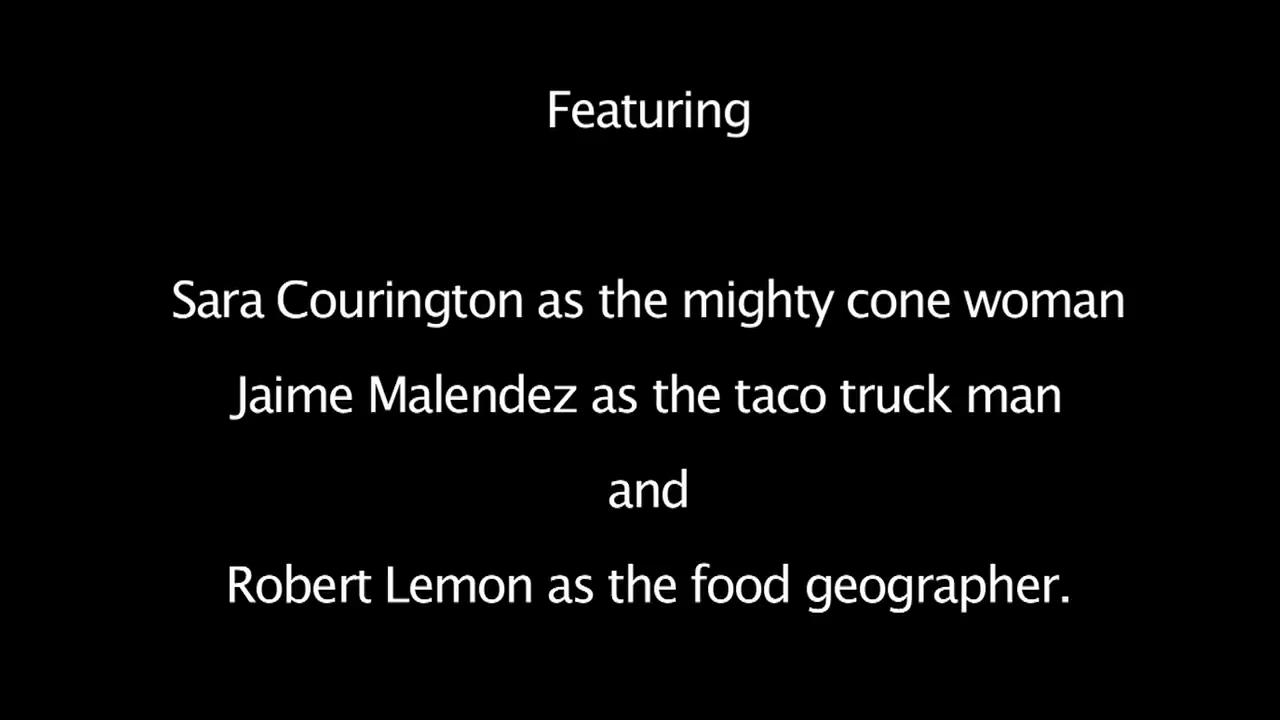 Featuring
Sara Courington as the mighty cone woman
Jaime Malendez as the taco truck man
and
Robert Lemon as the food geographer.